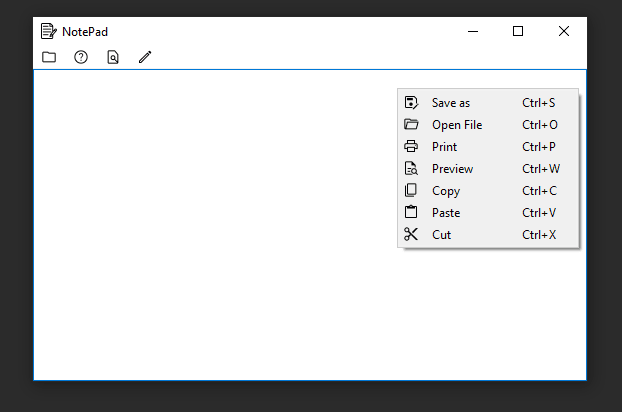 NotePad
Save as Ctrl+S
Open File Ctrl+O
Print Ctrl+P
Preview Ctrl+W
Copy Ctrl+C
Paste Ctrl+V
Cut Ctrl+X